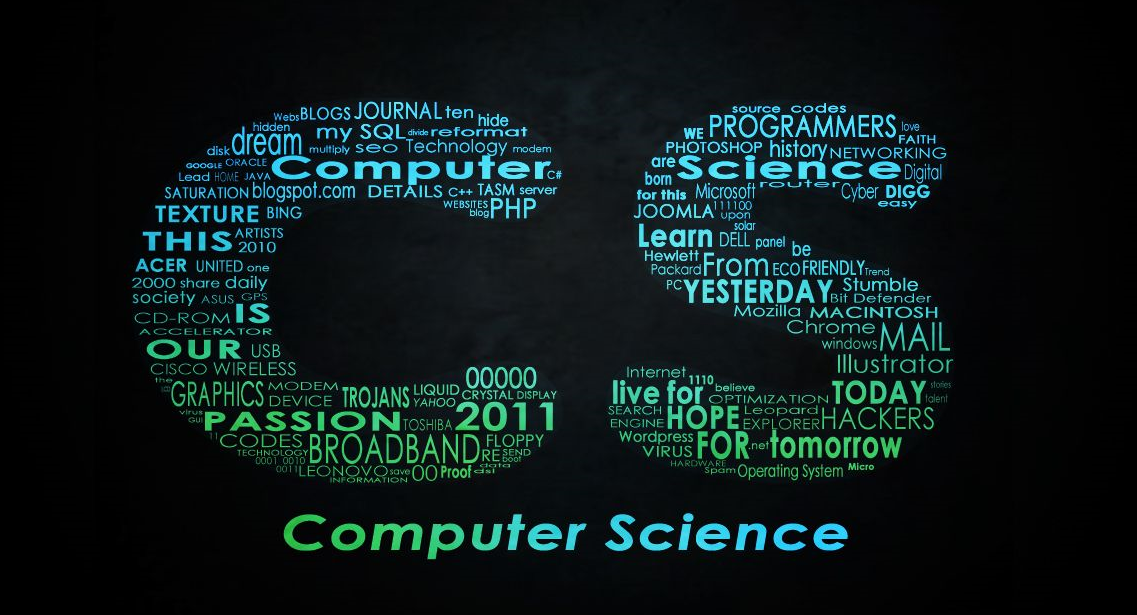 Webs BLOGS JOURNAL ten hide
hidden my SQL divide reformat
disk dream multiply seo Technology modem
GOOGLE ORACLE Computer C#
Lead HOME JAVA
SATURATION blogspot.com DETAILS C++ TASM server
WEBSITES
blog PHP
TEXTURE BING
THIS ARTISTS
2010
ACER UNITED one
2000 share daily
society ASUS GPS
CD-ROM IS
ACCELERATOR
OUR USB
CISCO WIRELESS
the GRAPHICS MODEM
DEVICE TROJANS LIQUID 00000
YAHOO CRYSTAL DISPLAY
virus
GUI PASSION TOSHIBA 2011
11 CODES BROADBAND FLOPPY
TECHNOLOGY RE SEND
0001 0010 boot
0011 LEONOVO save OO Proof data
dsl
INFORMATION
source codes
WE PROGRAMMERS love
FAITH
PHOTOSHOP history NETWORKING
are Science Digital
born router
for this Microsoft Cyber DIGG
easy
JOOMLA 111100
upon
solar
Learn DELL panel be
Hewlett
Packard From ECO FRIENDLY Trend
PC YESTERDAY Stumble
Bit Defender
Mozilla MACINTOSH
Chrome
windows MAIL
Illustrator
Internet 1110
live for believe TODAY stories
OPTIMIZATION talent
SEARCH HOPE Leopard HACKERS
ENGINE EXPLORER
Wordpress FOR .net tomorrow
VIRUS
HARDWARE
Spam Operating System Micro
Computer Science